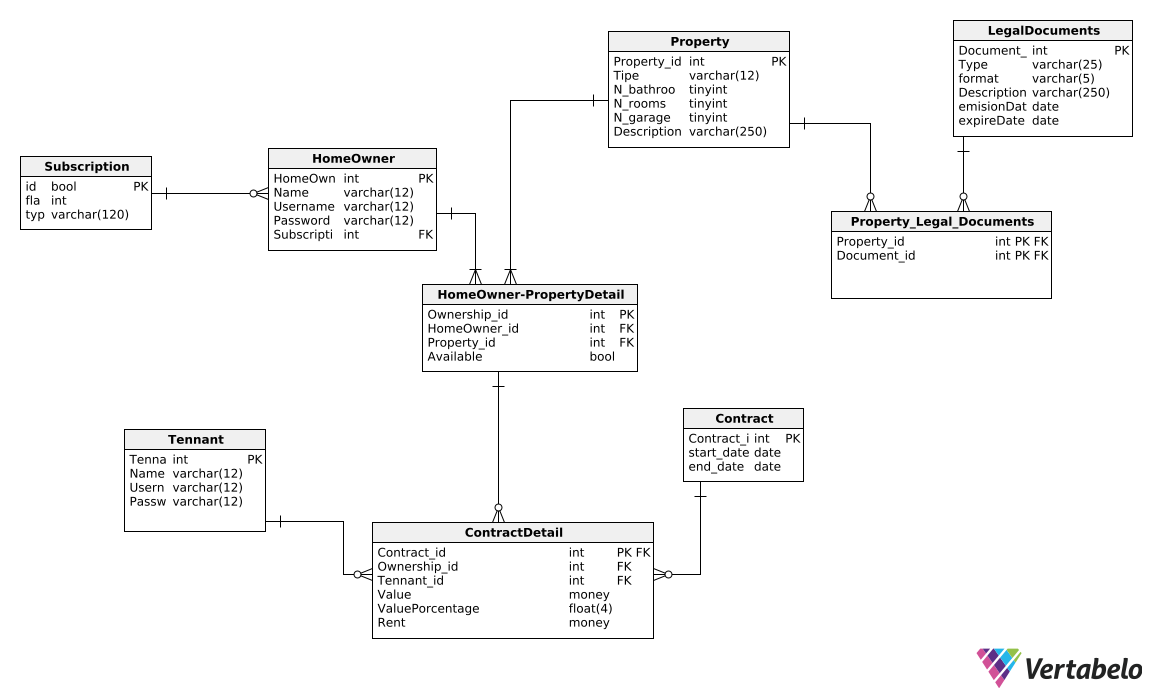 Property
Property_id int PK
Tipe varchar(12)
N_bathroo tinyint
N_rooms tinyint
N_garage tinyint
Description varchar(250)
LegalDocuments
Document_ int PK
Type varchar(25)
format varchar(5)
Description varchar(250)
emisionDat date
expireDate date
Subscription
id bool PK
fla int
typ varchar(120)
HomeOwner
HomeOwn int PK
Name varchar(12)
Username varchar(12)
Password varchar(12)
Subscripti int FK
Property_Legal_Documents
Property_id int PK FK
Document_id int PK FK
HomeOwner-PropertyDetail
Ownership_id int PK
HomeOwner_id int FK
Property_id int FK
Available bool
Tennant
Tenna int PK
Name varchar(12)
Usern varchar(12)
Passw varchar(12)
Contract
Contract_i int PK
start_date date
end_date date
ContractDetail
Contract_id int PK FK
Ownership_id int FK
Tennant_id int FK
Value money
ValuePorcentage float(4)
Rent money
Vertabelo